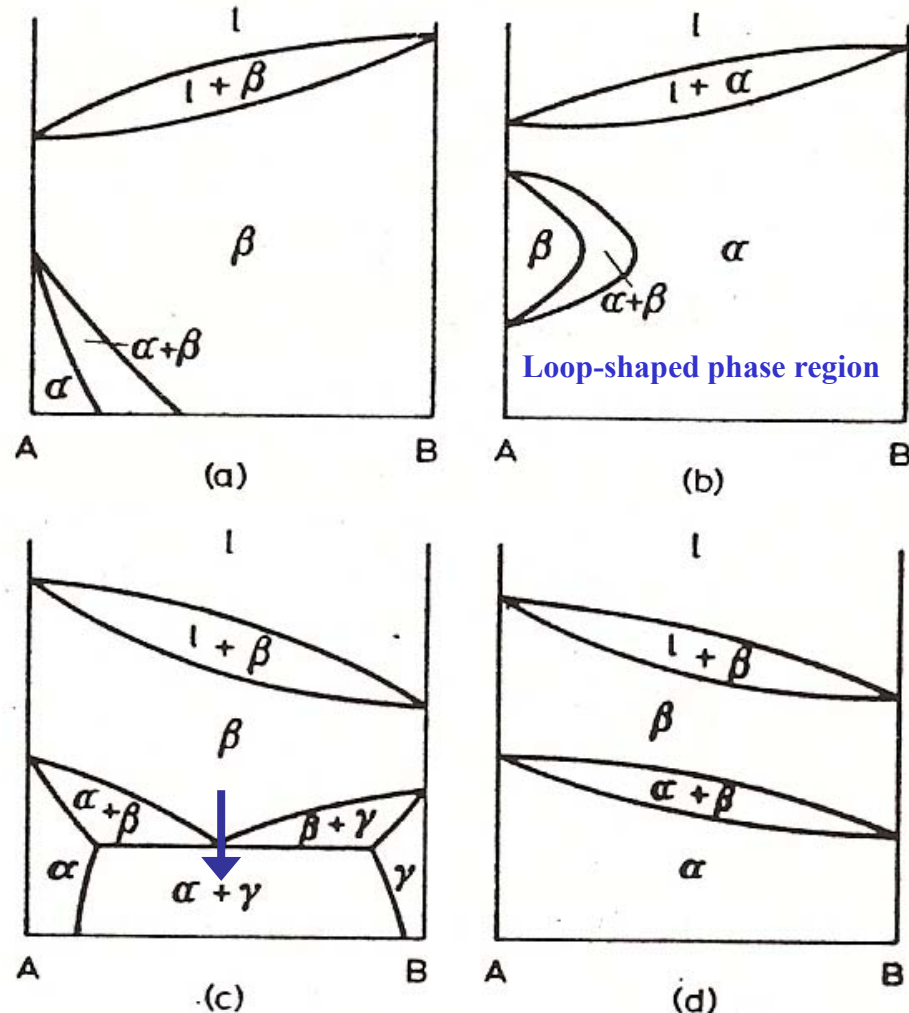 l
l + β
β
α+β
α
A
B
(a)
l
l + α
β
α
α+β
Loop-shaped phase region
A
B
(b)
l
l + β
β
α+β
β+γ
α
γ
α + γ
A
B
.(c)
l
l + β
β
α+β
α
A
B
(d)